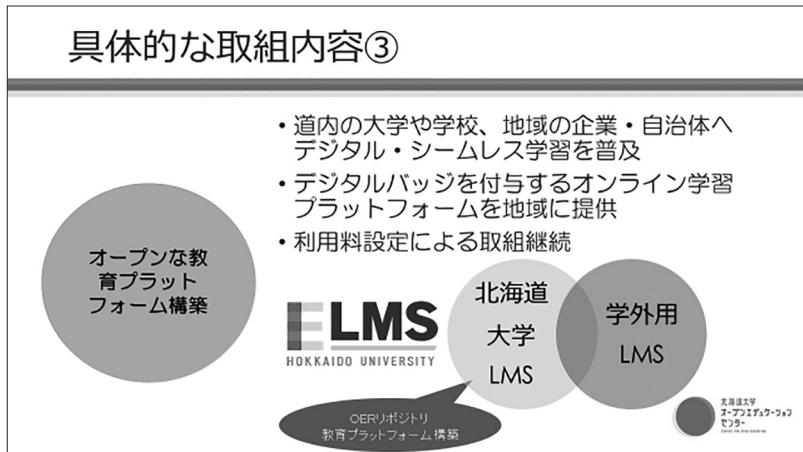 具体的な取組内容③
・道内の大学や学校、地域の企業・自治体へ
デジタル・シームレス学習を普及
・デジタルバッジを付与するオンライン学習
プラットフォームを地域に提供
・利用料設定による取組継続
オープンな教
育プラット
フォーム構築
ELMS
HOKKAIDO UNIVERSITY
北海道
大学
LMS
学外用
LMS
OERリポジトリ
教育プラットフォーム構築
北海道大学
オープンエデュケーション
センター
CENTER FOR OPEN EDUCATION